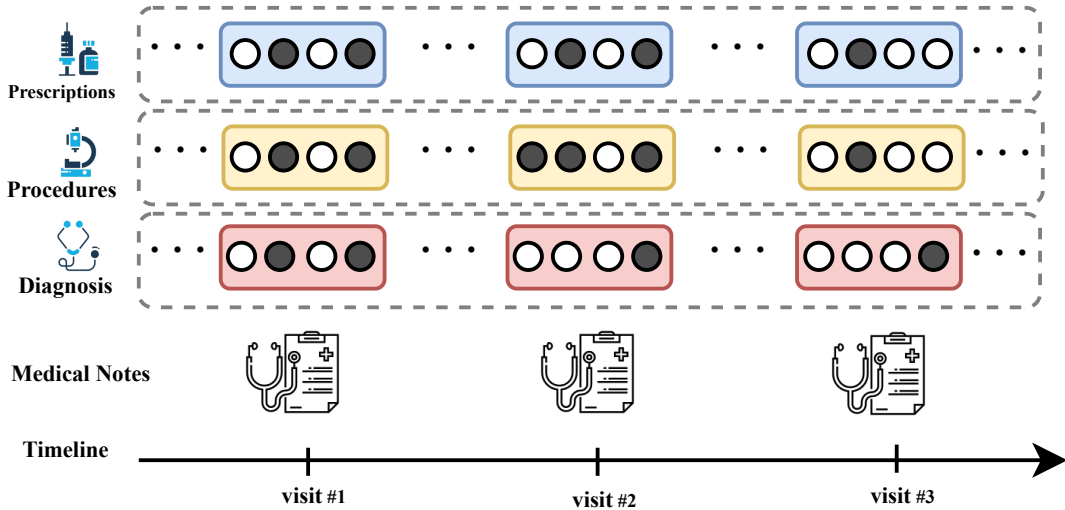 Prescriptions
Procedures
Diagnosis
Medical Notes
Timeline
visit #1
visit #2
visit #3